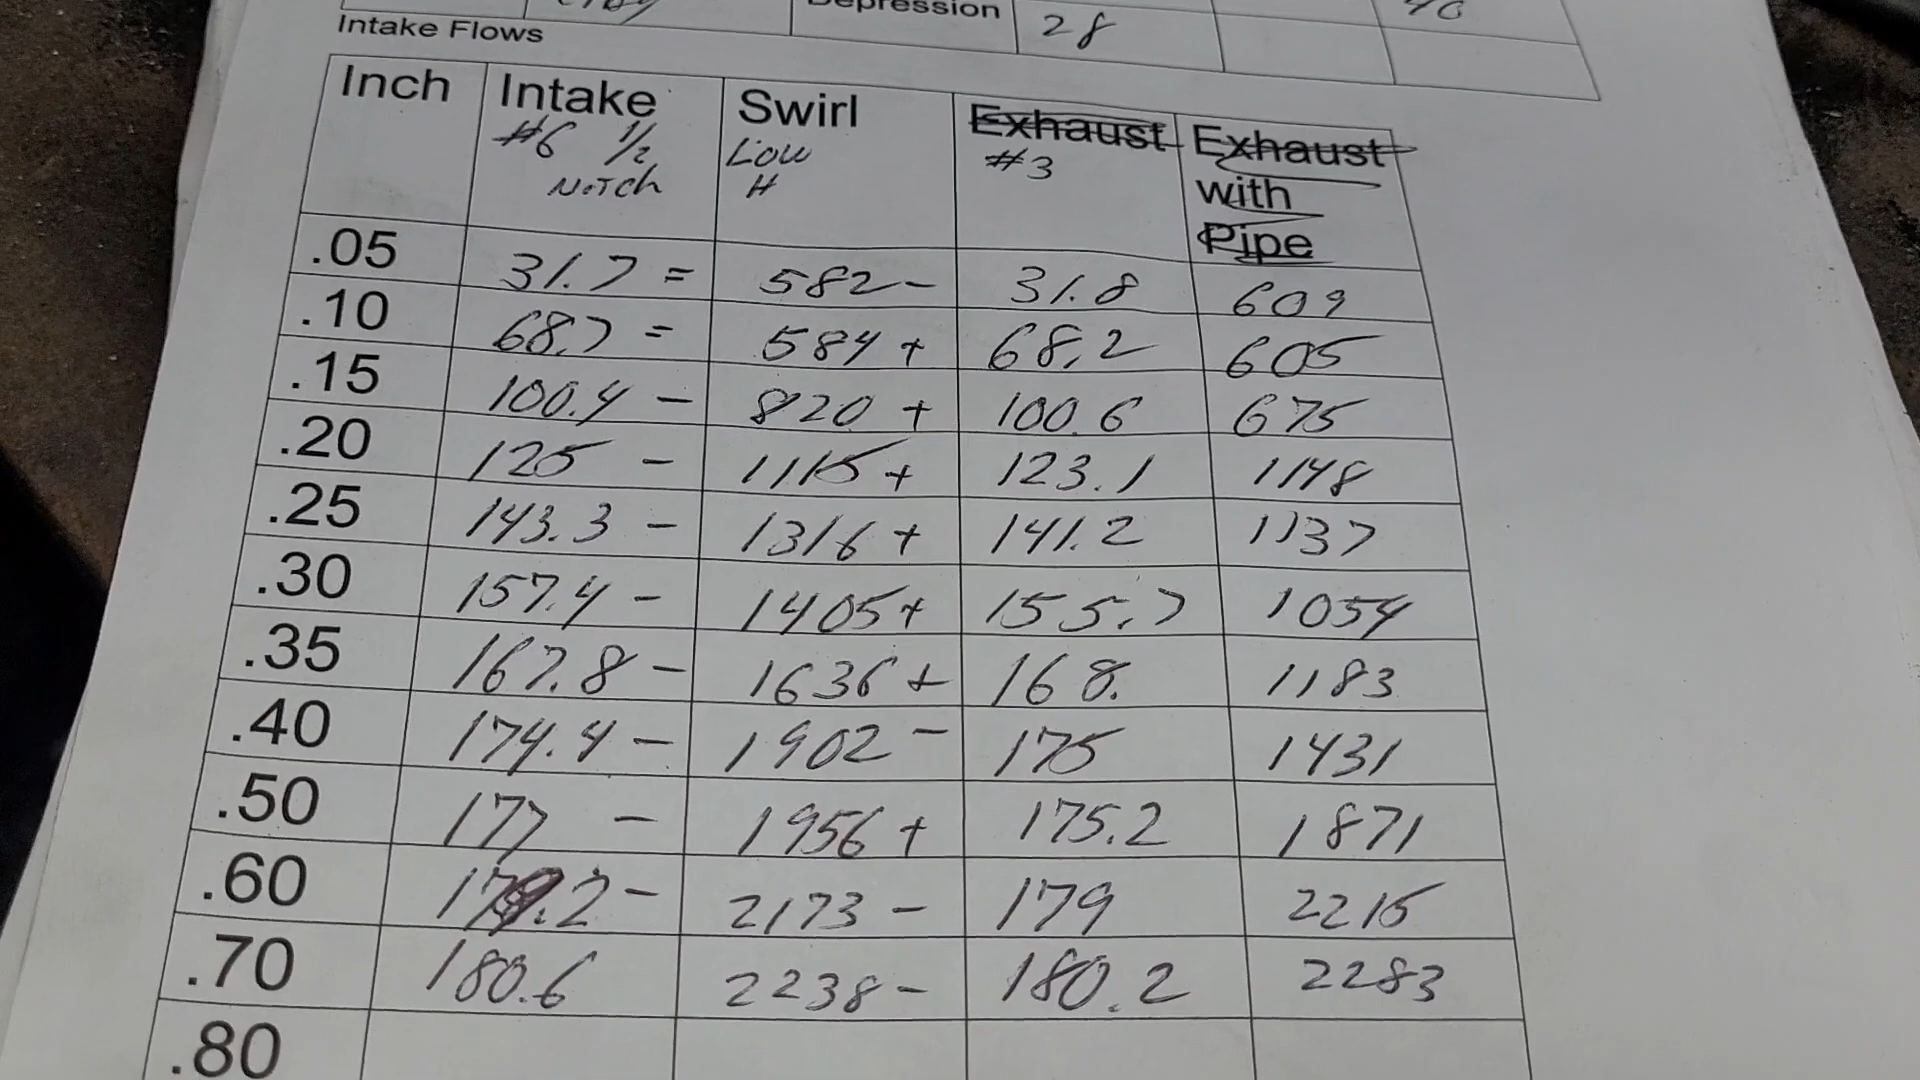 Depression 28
Intake Flows
Inch Intake Swirl Exhaust Exhaust
#6 1/2 Low #3 with
Notch H Pipe
.05 31.7 = 582 - 31.8 609
.10 68.7 = 584 + 68.2 605
.15 100.4 - 820 + 100.6 675
.20 125 - 1115 + 123.1 1148
.25 143.3 - 1316 + 141.2 1137
.30 157.4 - 1405 + 155.7 1054
.35 167.8 - 1636 + 168. 1183
.40 174.4 - 1902 - 175 1431
.50 177 - 1956 + 175.2 1871
.60 179.2 - 2173 - 179 2215
.70 180.6 2238 - 180.2 2283
.80